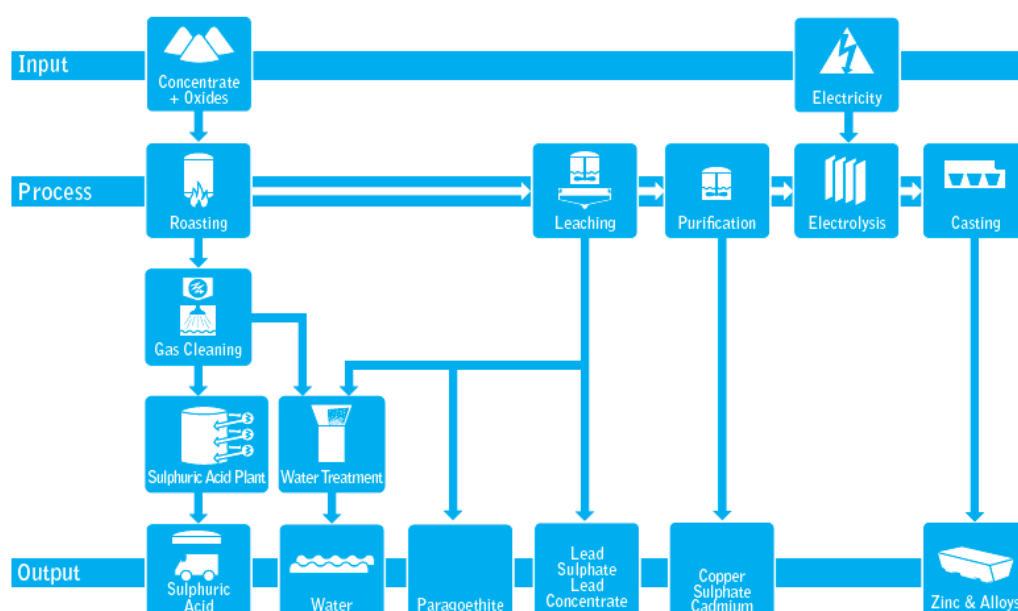 Input
Concentrate
+ Oxides
Electricity
Process
Roasting
Leaching
Purification
Electrolysis
Casting
Gas Cleaning
Sulphuric Acid Plant
Water Treatment
Output
Sulphuric
Acid
Water
Paragoethite
Lead
Sulphate
Lead
Concentrate
Copper
Sulphate
Cadmium
Zinc & Alloys